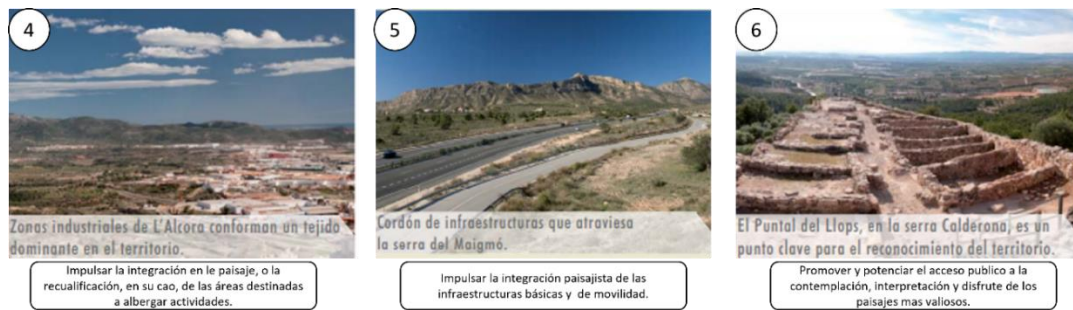 4
Zonas industriales de L'Alcora conforman un tejido
dominante en el territorio.
Impulsar la integración en le paisaje, o la
recualificación, en su cao, de las áreas destinadas
a albergar actividades.
5
Cordón de infraestructuras que atraviesa
la serra del Maigmó.
Impulsar la integración paisajista de las
infraestructuras básicas y de movilidad.
6
El Puntal del Llops, en la serra Calderona, es un
punto clave para el reconocimiento del territorio.
Promover y potenciar el acceso publico a la
contemplación, interpretación y disfrute de los
paisajes mas valiosos.